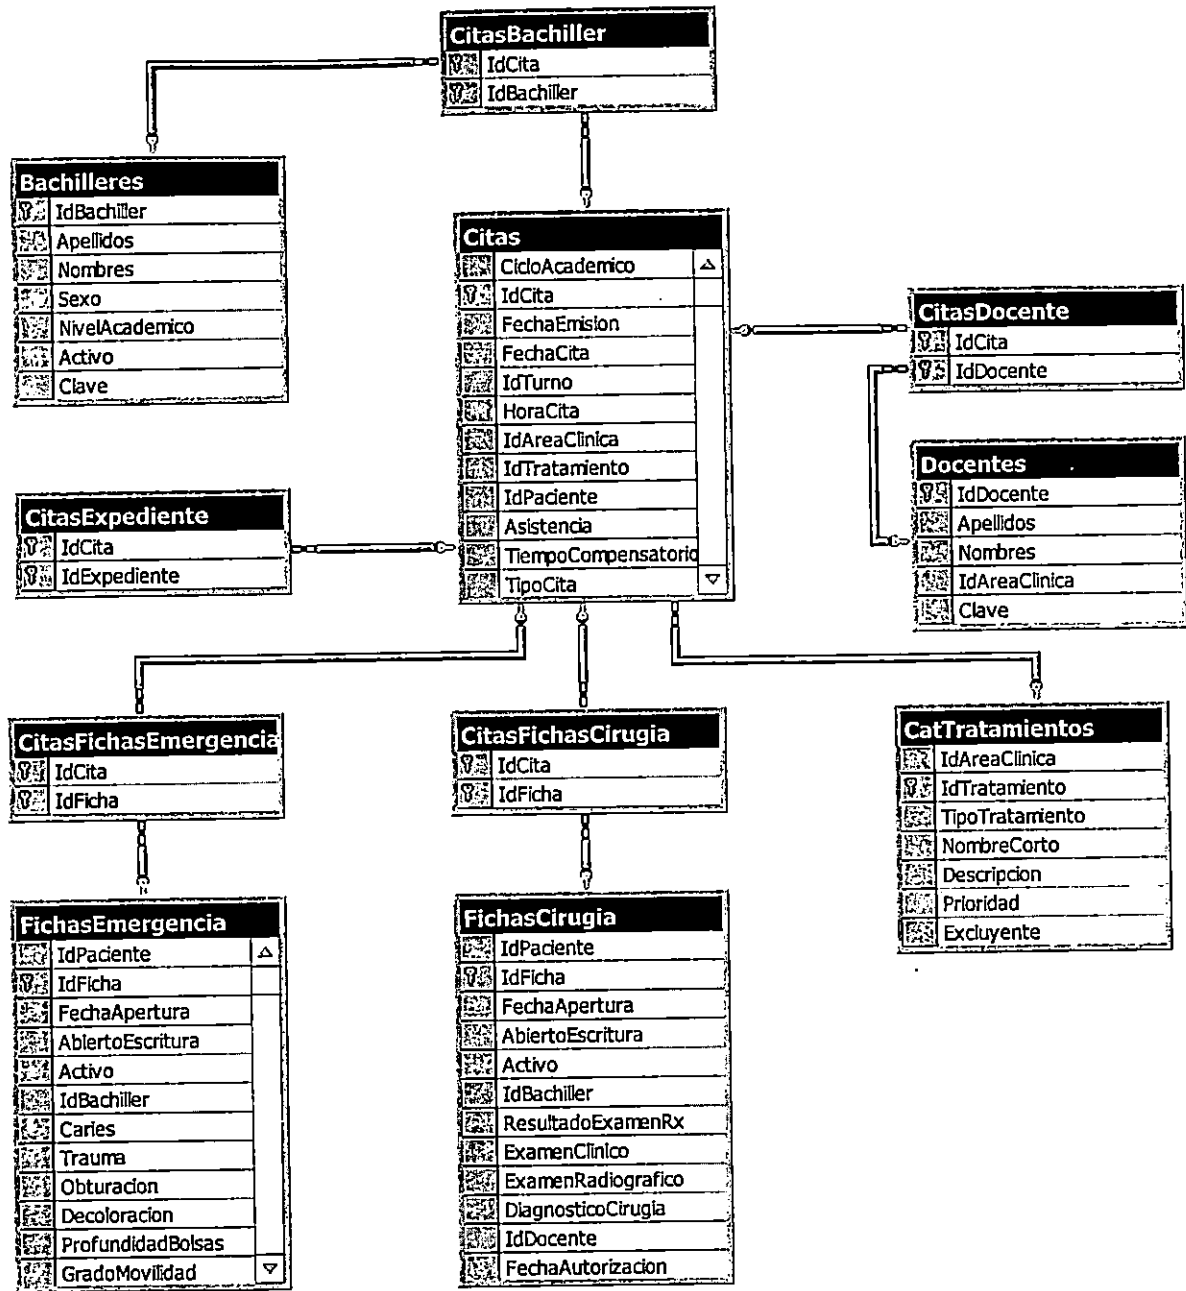 CitasBachiller
IdCita
IdBachiller
Bachilleres
IdBachiller
Apellidos
Nombres
Sexo
NivelAcademico
Activo
Clave
Citas
CicloAcademico
IdCita
FechaEmision
FechaCita
IdTurno
HoraCita
IdAreaClinica
IdTratamiento
IdPaciente
Asistencia
TiempoCompensatorio
TipoCita
CitasDocente
IdCita
IdDocente
Docentes
IdDocente
Apellidos
Nombres
IdAreaClinica
Clave
CitasExpediente
IdCita
IdExpediente
CitasFichasEmergencia
IdCita
IdFicha
CitasFichasCirugia
IdCita
IdFicha
CatTratamientos
IdAreaClinica
IdTratamiento
TipoTratamiento
NombreCorto
Descripcion
Prioridad
Excluyente
FichasEmergencia
IdPaciente
IdFicha
FechaApertura
AbiertoEscritura
Activo
IdBachiller
Caries
Trauma
Obturacion
Decoloracion
ProfundidadBolsas
GradoMovilidad
FichasCirugia
IdPaciente
IdFicha
FechaApertura
AbiertoEscritura
Activo
IdBachiller
ResultadoExamenRx
ExamenClinico
ExamenRadiografico
DiagnosticoCirugia
IdDocente
FechaAutorizacion